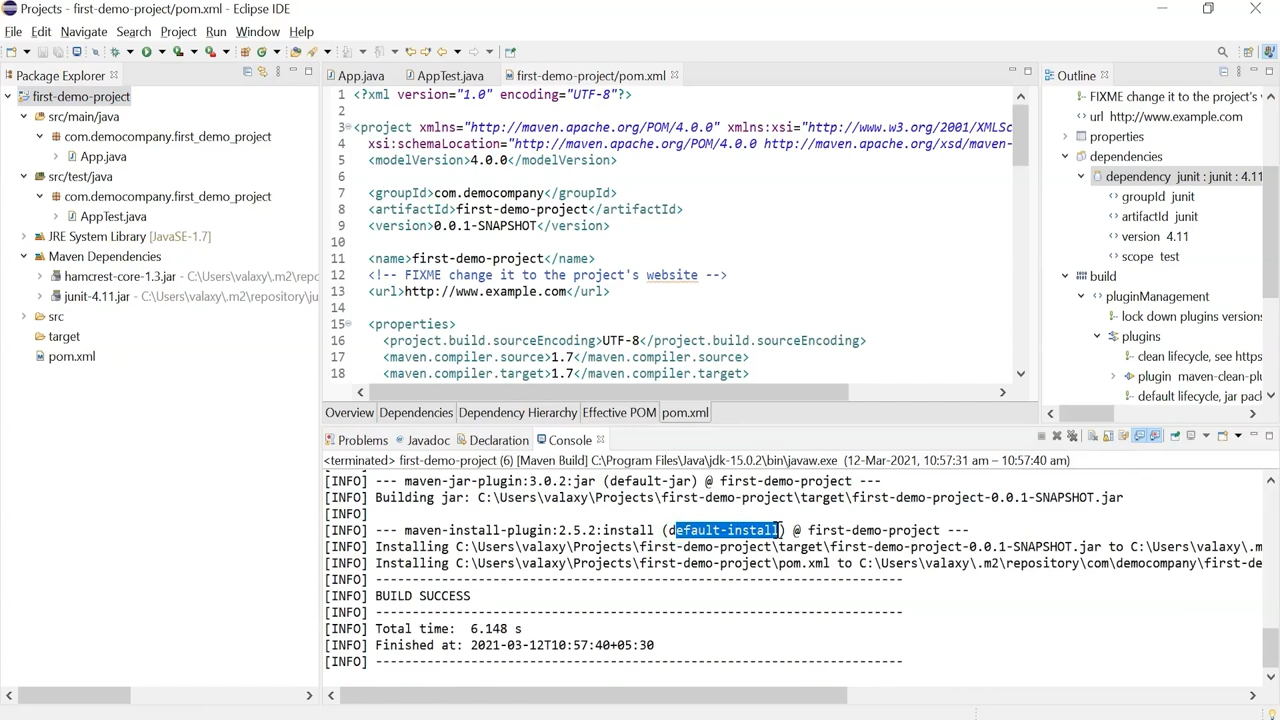 Projects - first-demo-project/pom.xml - Eclipse IDE
File Edit Navigate Search Project Run Window Help
Package Explorer
first-demo-project
src/main/java
com.democompany.first_demo_project
App.java
src/test/java
com.democompany.first_demo_project
AppTest.java
JRE System Library [JavaSE-1.7]
Maven Dependencies
hamcrest-core-1.3.jar - C:\Users\valaxy\.m2\repo
junit-4.11.jar - C:\Users\valaxy\.m2\repository\ju
src
target
pom.xml
App.java AppTest.java first-demo-project/pom.xml
1 <?xml version="1.0" encoding="UTF-8"?>
2
3 <project xmlns="http://maven.apache.org/POM/4.0.0" xmlns:xsi="http://www.w3.org/2001/XMLSc
4 xsi:schemaLocation="http://maven.apache.org/POM/4.0.0 http://maven.apache.org/xsd/maven-
5 <modelVersion>4.0.0</modelVersion>
6
7 <groupId>com.democompany</groupId>
8 <artifactId>first-demo-project</artifactId>
9 <version>0.0.1-SNAPSHOT</version>
10
11 <name>first-demo-project</name>
12 <!-- FIXME change it to the project's website -->
13 <url>http://www.example.com</url>
14
15 <properties>
16 <project.build.sourceEncoding>UTF-8</project.build.sourceEncoding>
17 <maven.compiler.source>1.7</maven.compiler.source>
18 <maven.compiler.target>1.7</maven.compiler.target>
Overview Dependencies Dependency Hierarchy Effective POM pom.xml
Outline
FIXME change it to the project's
url http://www.example.com
properties
dependencies
dependency junit : junit : 4.11
groupId junit
artifactId junit
version 4.11
scope test
build
pluginManagement
lock down plugins versions
plugins
clean lifecycle, see https
plugin maven-clean-plu
default lifecycle, jar pack
Problems Javadoc Declaration Console
<terminated> first-demo-project (6) [Maven Build] C:\Program Files\Java\jdk-15.0.2\bin\javaw.exe (12-Mar-2021, 10:57:31 am – 10:57:40 am)
[INFO] --- maven-jar-plugin:3.0.2:jar (default-jar) @ first-demo-project ---
[INFO] Building jar: C:\Users\valaxy\Projects\first-demo-project\target\first-demo-project-0.0.1-SNAPSHOT.jar
[INFO]
[INFO] --- maven-install-plugin:2.5.2:install (default-install) @ first-demo-project ---
[INFO] Installing C:\Users\valaxy\Projects\first-demo-project\target\first-demo-project-0.0.1-SNAPSHOT.jar to C:\Users\valaxy\.m
[INFO] Installing C:\Users\valaxy\Projects\first-demo-project\pom.xml to C:\Users\valaxy\.m2\repository\com\democompany\first-de
[INFO] ------------------------------------------------------------------------
[INFO] BUILD SUCCESS
[INFO] ------------------------------------------------------------------------
[INFO] Total time: 6.148 s
[INFO] Finished at: 2021-03-12T10:57:40+05:30
[INFO] ------------------------------------------------------------------------